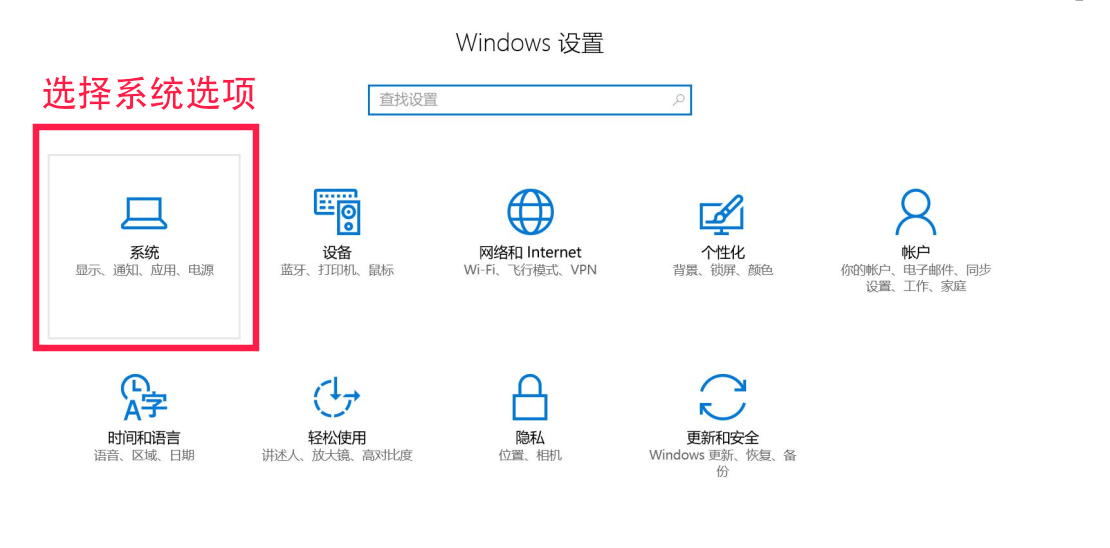 Windows 设置
选择系统选项
查找设置
系统
显示、通知、应用、电源
设备
蓝牙、打印机、鼠标
网络和 Internet
Wi-Fi、飞行模式、VPN
个性化
背景、锁屏、颜色
帐户
你的帐户、电子邮件、同步
设置、工作、家庭
A字
时间和语言
语音、区域、日期
轻松使用
讲述人、放大镜、高对比度
隐私
位置、相机
更新和安全
Windows 更新、恢复、备
份